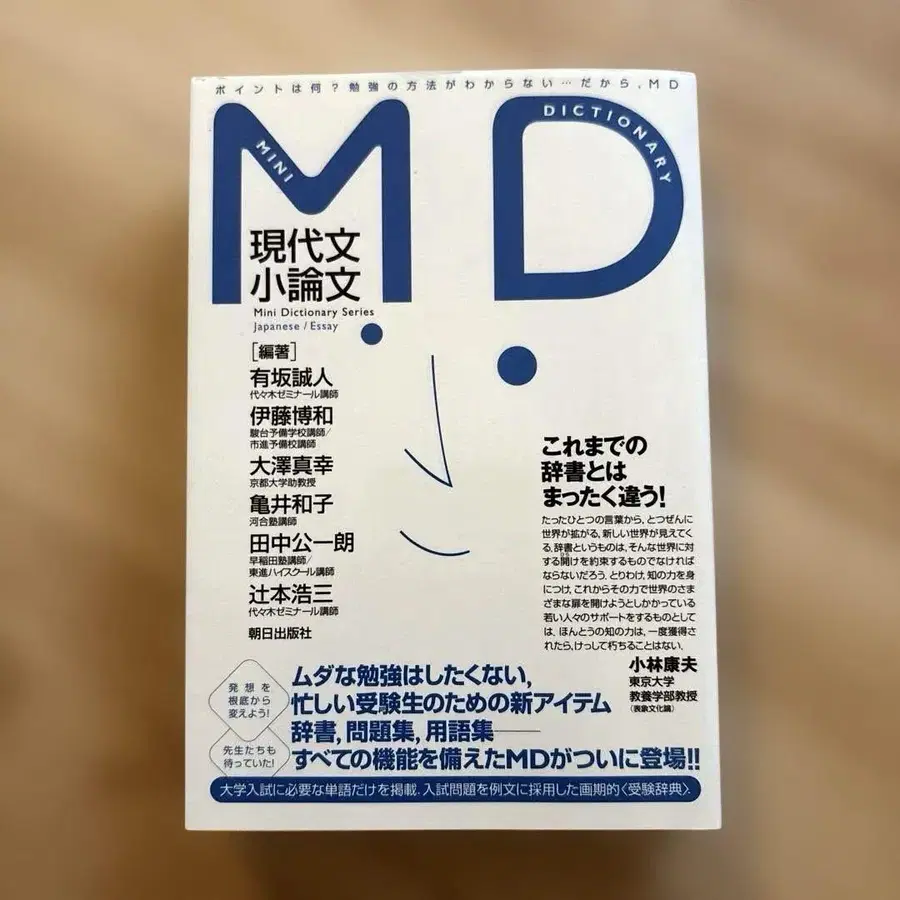 ポイントは何?勉強の方法がわからない…だから,MD
M.D.
MINI
DICTIONARY
現代文
小論文
Mini Dictionary Series
Japanese / Essay
[編著]
有坂誠人
代々木ゼミナール講師
伊藤博和
駿台予備学校講師/
市進予備校講師
大澤真幸
京都大学助教授
亀井和子
河合塾講師
田中公一朗
早稲田塾講師/
東進ハイスクール講師
辻本浩三
代々木ゼミナール講師
朝日出版社
これまでの
辞書とは
まったく違う!
たったひとつの言葉から、とつぜんに
世界が拡がる。新しい世界が見えてく
る。辞書というものは、そんな世界に対
する開けを約束するものでなければ
ならないだろう。とりわけ、知の力を身
につけ、これからその力で世界のさま
ざまな扉を開けようとしかかっている
若い人々のサポートをするものとして
は。ほんとうの知の力は、一度獲得さ
れたら、けっして朽ちることはない。
小林康夫
東京大学
教養学部教授
(表象文化論)
発想を
根底から
変えよう!
先生たちも
待っていた!
ムダな勉強はしたくない,
忙しい受験生のための新アイテム
辞書,問題集,用語集――
すべての機能を備えたMDがついに登場!!
大学入試に必要な単語だけを掲載.入試問題を例文に採用した画期的〈受験辞典〉.